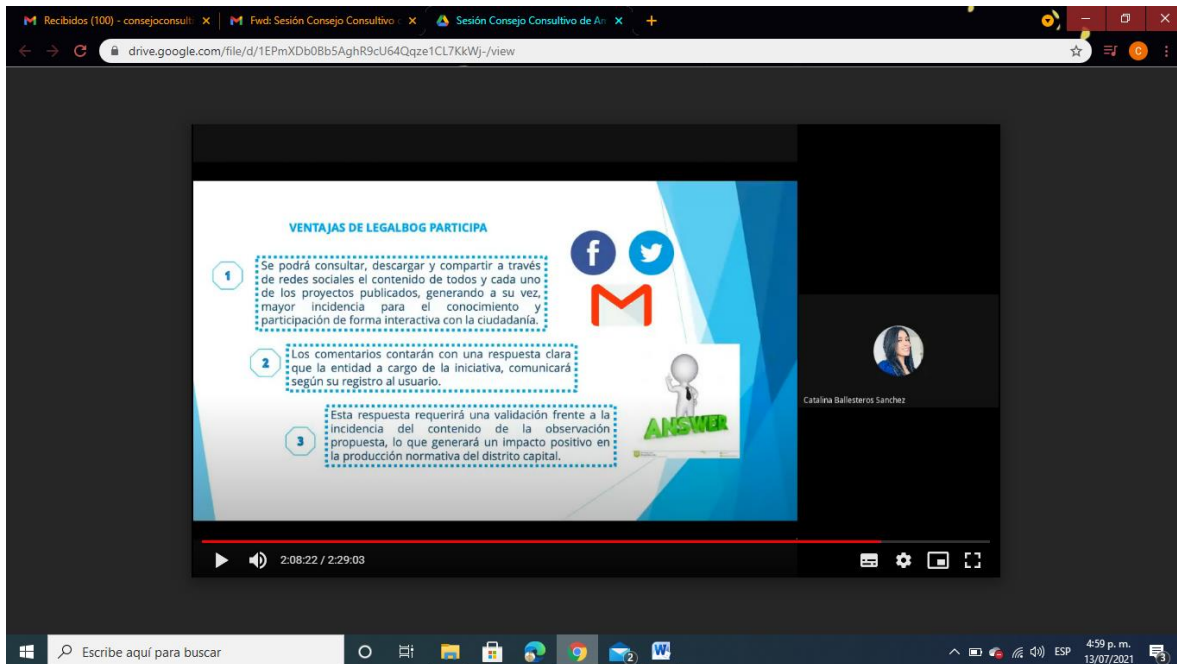 Recibidos (100) - consejoconsult
Fwd: Sesión Consejo Consultivo d
Sesión Consejo Consultivo de Am
drive.google.com/file/d/1EPmXDb0Bb5AghR9cU64Qqze1CL7KkWj-/view
C
VENTAJAS DE LEGALBOG PARTICIPA
1
Se podrá consultar, descargar y compartir a través
de redes sociales el contenido de todos y cada uno
de los proyectos publicados, generando a su vez,
mayor incidencia para el conocimiento y
participación de forma interactiva con la ciudadanía.
2
Los comentarios contarán con una respuesta clara
que la entidad a cargo de la iniciativa, comunicará
según su registro al usuario.
3
Esta respuesta requerirá una validación frente a la
incidencia del contenido de la observación
propuesta, lo que generará un impacto positivo en
la producción normativa del distrito capital.
ANSWER
Catalina Ballesteros Sanchez
2:08:22 / 2:29:03
Escribe aquí para buscar
2
ESP
4:59 p. m.
13/07/2021
3